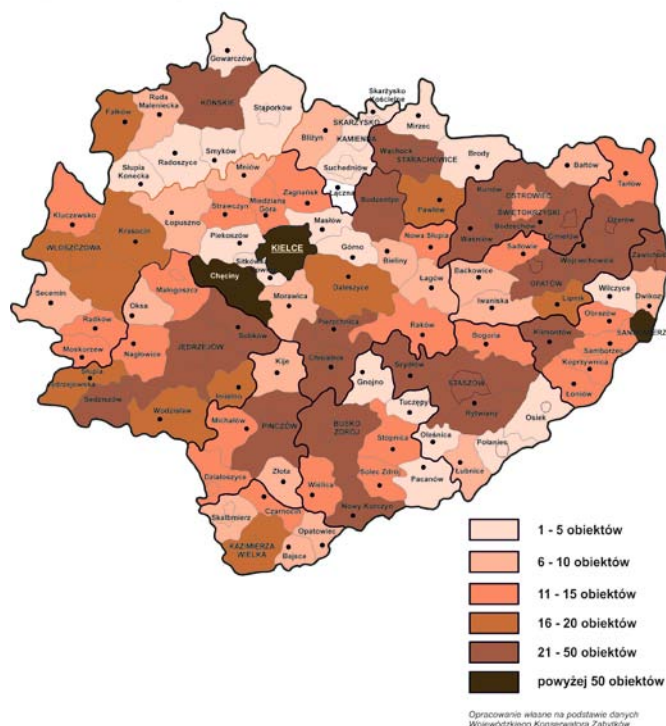 Gowarczów
Ruda
Maleniecka
KOŃSKIE
Fałków
Stąporków
Skarżysko
Kościelne
SKARŻYSKO
KAMIENNA
Mirzec
Bliżyn
Radoszyce
Smyków
Słupia
Konecka
Suchedniów
Wąchock
STARACHOWICE
Brody
Bałtów
Tarłów
Mniów
Zagnańsk
Łączna
Bodzentyn
Pawłów
Kunów
OSTROWIEC
ŚWIĘTOKRZYSKI
Bodzechów
Ćmielów
Ożarów
Kluczewsko
Łopuszno
Strawczyn
Miedziana
Góra
Masłów
Nowa Słupia
Waśniów
Sadowie
Wojciechowice
Zawichost
WŁOSZCZOWA
Krasocin
Piekoszów
KIELCE
Górno
Bieliny
Baćkowice
OPATÓW
Lipnik
Wilczyce
Dwikozy
Chęciny
Sitkówka
Morawica
Daleszyce
Łagów
Iwaniska
Obrazów
SANDOMIERZ
Secemin
Oksa
Małogoszcz
Radków
Sobków
Pierzchnica
Raków
Bogoria
Klimontów
Samborzec
Koprzywnica
Moskorzew
Nagłowice
JĘDRZEJÓW
Chmielnik
Łoniów
Słupia
Jędrzejowska
Sędziszów
Wodzisław
Imielno
Kije
Gnojno
Szydłów
STASZÓW
Rytwiany
Osiek
Tuczępy
Michałów
PIŃCZÓW
BUSKO
ZDRÓJ
Stopnica
Oleśnica
Połaniec
Łubnice
Pacanów
Działoszyce
Złota
Wiślica
Solec Zdrój
Nowy Korczyn
Skalbmierz
Czarnocin
Opatowiec
KAZIMIERZA
WIELKA
Bejsce
1 - 5 obiektów
6 - 10 obiektów
11 - 15 obiektów
16 - 20 obiektów
21 - 50 obiektów
powyżej 50 obiektów
Opracowanie własne na podstawie danych
Wojewódzkiego Konserwatora Zabytków